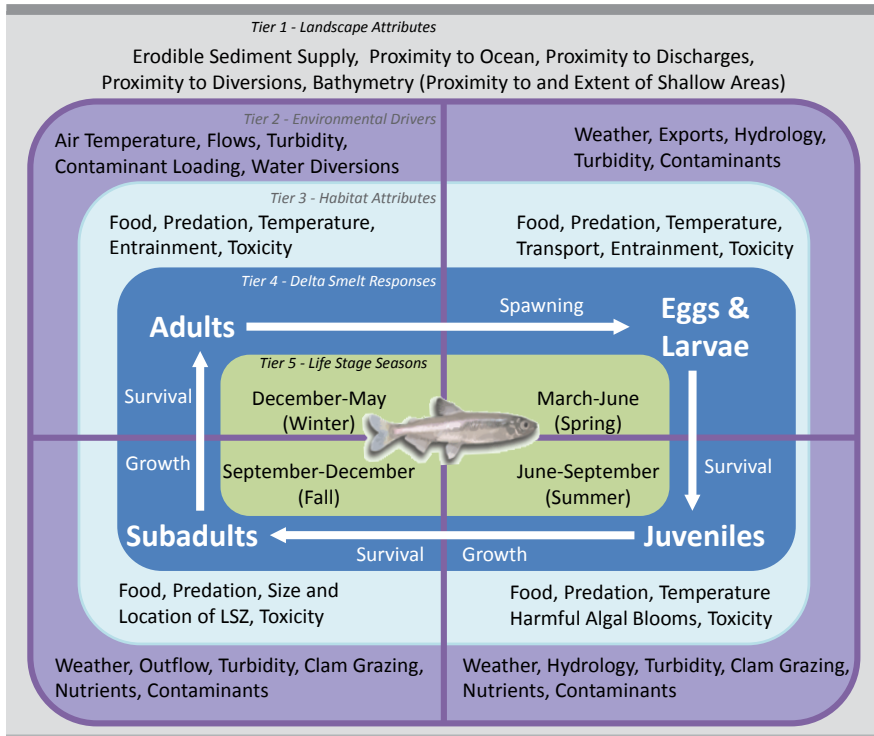 Tier 1 - Landscape Attributes
Erodible Sediment Supply, Proximity to Ocean, Proximity to Discharges,
Proximity to Diversions, Bathymetry (Proximity to and Extent of Shallow Areas)
Tier 2 - Environmental Drivers
Air Temperature, Flows, Turbidity,
Contaminant Loading, Water Diversions
Weather, Exports, Hydrology,
Turbidity, Contaminants
Tier 3 - Habitat Attributes
Food, Predation, Temperature,
Entrainment, Toxicity
Food, Predation, Temperature,
Transport, Entrainment, Toxicity
Tier 4 - Delta Smelt Responses
Adults
Spawning
Eggs &
Larvae
Tier 5 - Life Stage Seasons
Survival
December-May
(Winter)
March-June
(Spring)
Growth
September-December
(Fall)
June-September
(Summer)
Survival
Subadults
Survival
Growth
Juveniles
Food, Predation, Size and
Location of LSZ, Toxicity
Food, Predation, Temperature
Harmful Algal Blooms, Toxicity
Weather, Outflow, Turbidity, Clam Grazing,
Nutrients, Contaminants
Weather, Hydrology, Turbidity, Clam Grazing,
Nutrients, Contaminants